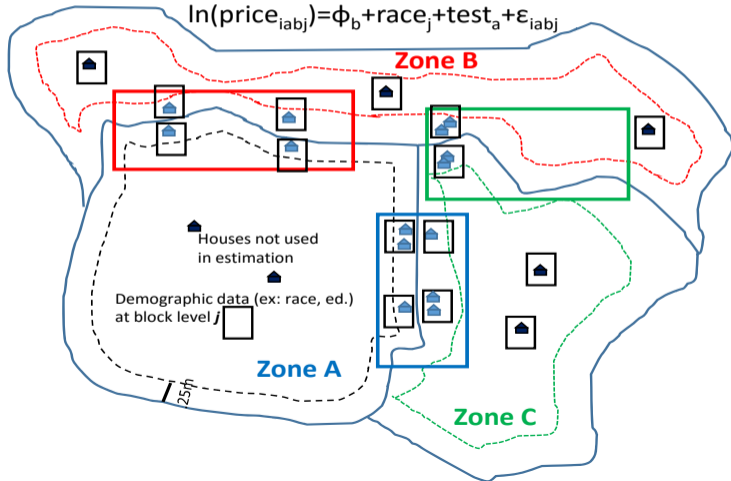 ln(price_iabj)=ϕ_b+race_j+test_a+ε_iabj
Zone B
Houses not used
in estimation
Demographic data (ex: race, ed.)
at block level j
Zone A
25m
Zone C